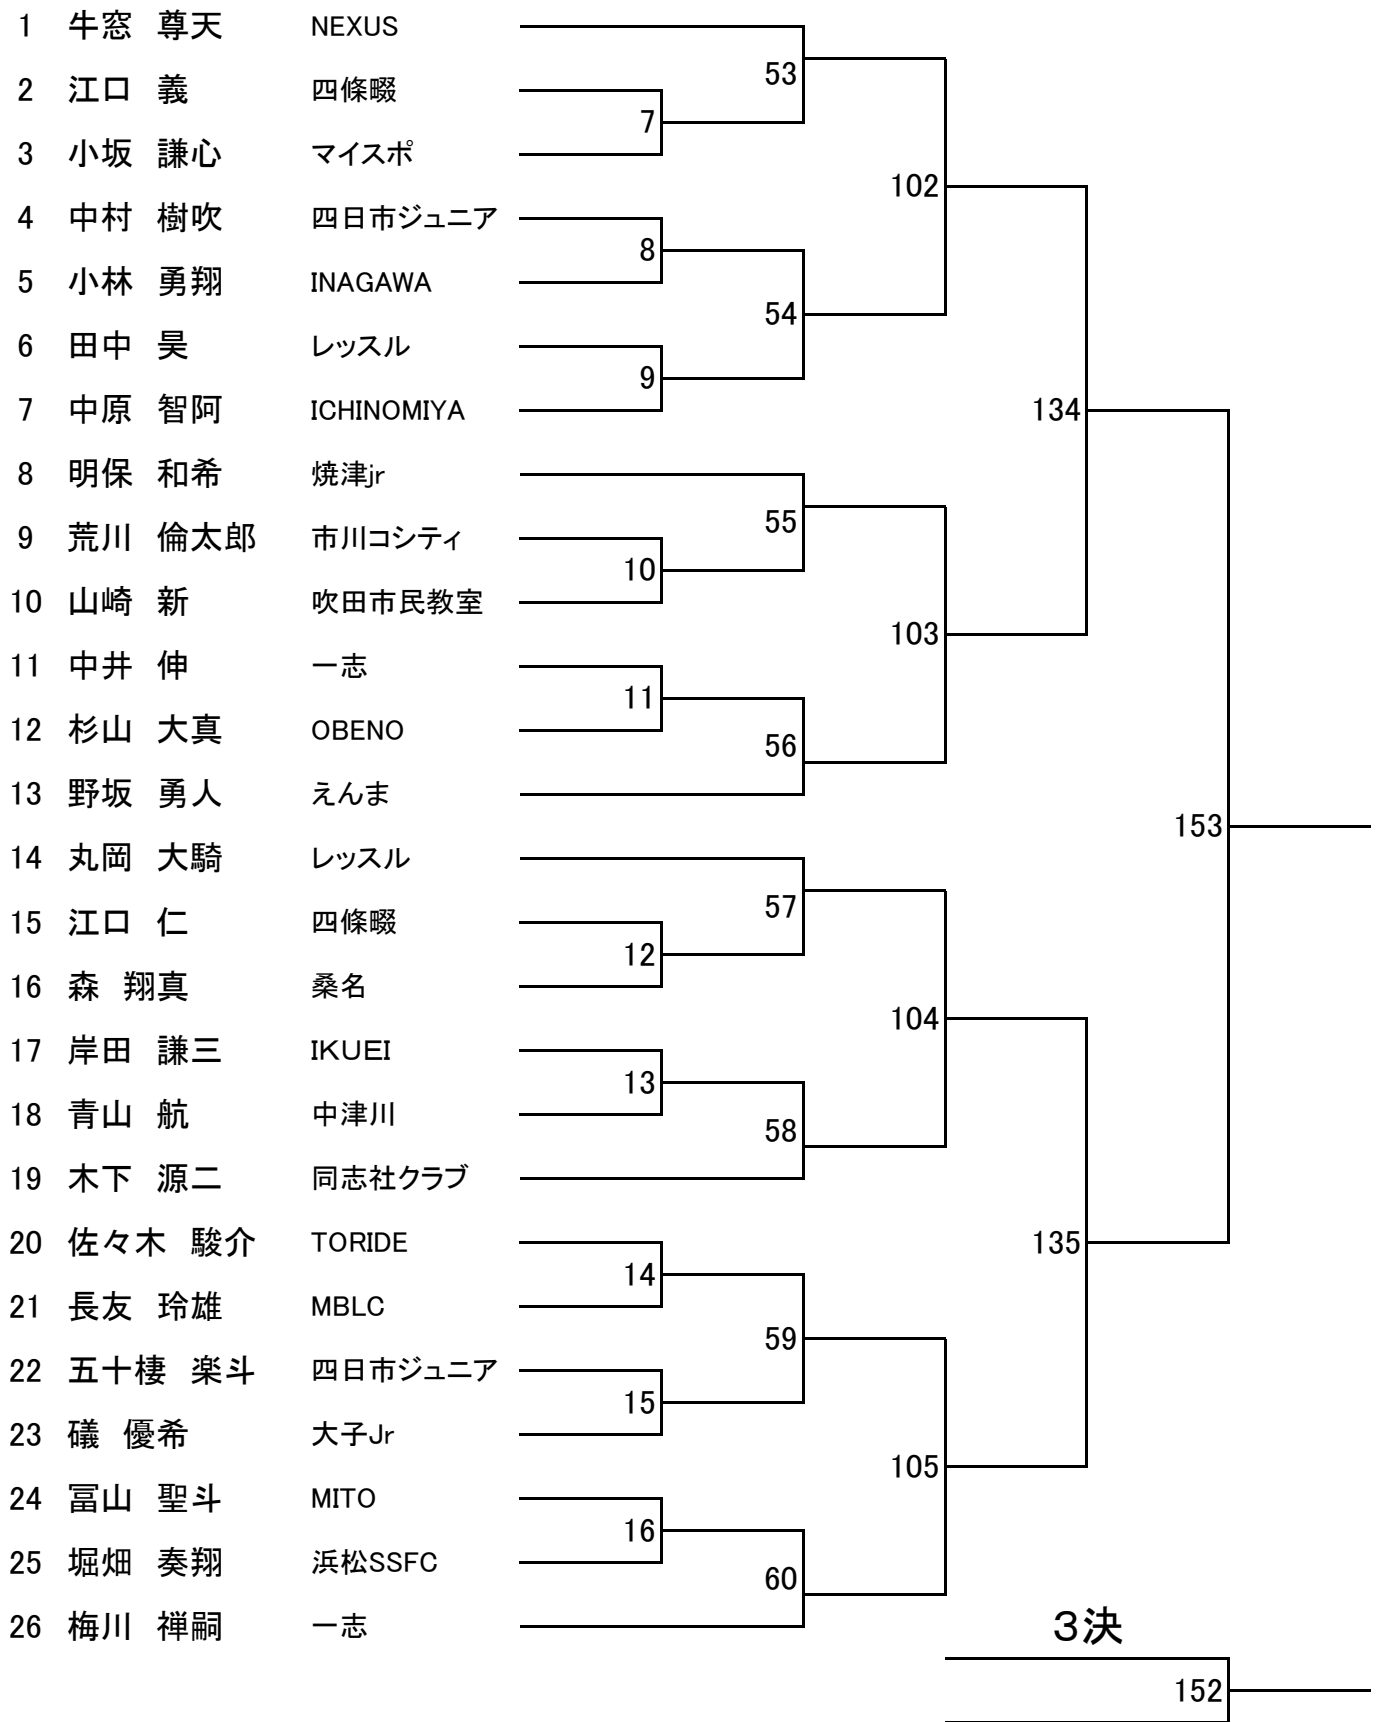 1 牛窓 尊天 NEXUS
53
2 江口 義 四條畷
7
3 小坂 謙心 マイスポ
102
4 中村 樹吹 四日市ジュニア
8
5 小林 勇翔 INAGAWA
54
6 田中 昊 レッスル
9
7 中原 智阿 ICHINOMIYA
134
8 明保 和希 焼津jr
55
9 荒川 倫太郎 市川コシティ
10
10 山崎 新 吹田市民教室
103
11 中井 伸 一志
11
12 杉山 大真 OBENO
56
13 野坂 勇人 えんま
153
14 丸岡 大騎 レッスル
57
15 江口 仁 四條畷
12
16 森 翔真 桑名
104
17 岸田 謙三 IKUEI
13
18 青山 航 中津川
58
19 木下 源二 同志社クラブ
20 佐々木 駿介 TORIDE
135
14
21 長友 玲雄 MBLC
59
22 五十棲 楽斗 四日市ジュニア
15
23 礒 優希 大子Jr
105
24 冨山 聖斗 MITO
16
25 堀畑 奏翔 浜松SSFC
60
26 梅川 禅嗣 一志
３決
152